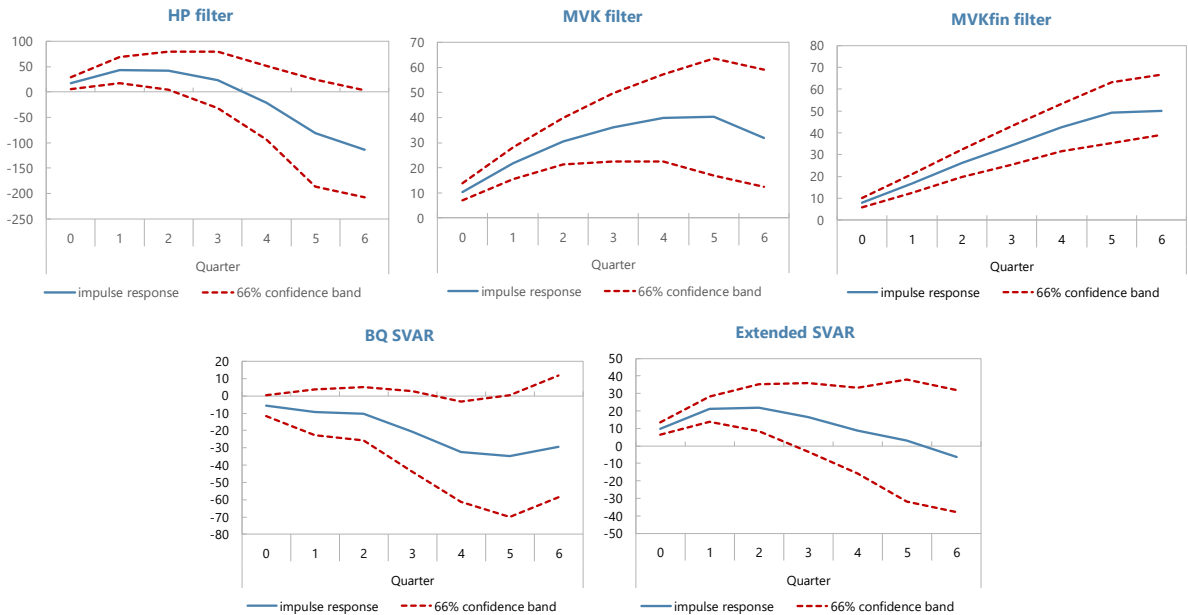 HP filter
100
50
0
-50
-100
-150
-200
-250
0 1 2 3 4 5 6
Quarter
impulse response 66% confidence band
MVK filter
70
60
50
40
30
20
10
0
0 1 2 3 4 5 6
Quarter
impulse response 66% confidence band
MVKfin filter
80
70
60
50
40
30
20
10
0
0 1 2 3 4 5 6
Quarter
impulse response 66% confidence band
BQ SVAR
20
10
0
-10
-20
-30
-40
-50
-60
-70
-80
0 1 2 3 4 5 6
Quarter
impulse response 66% confidence band
Extended SVAR
50
40
30
20
10
0
-10
-20
-30
-40
-50
0 1 2 3 4 5 6
Quarter
impulse response 66% confidence band